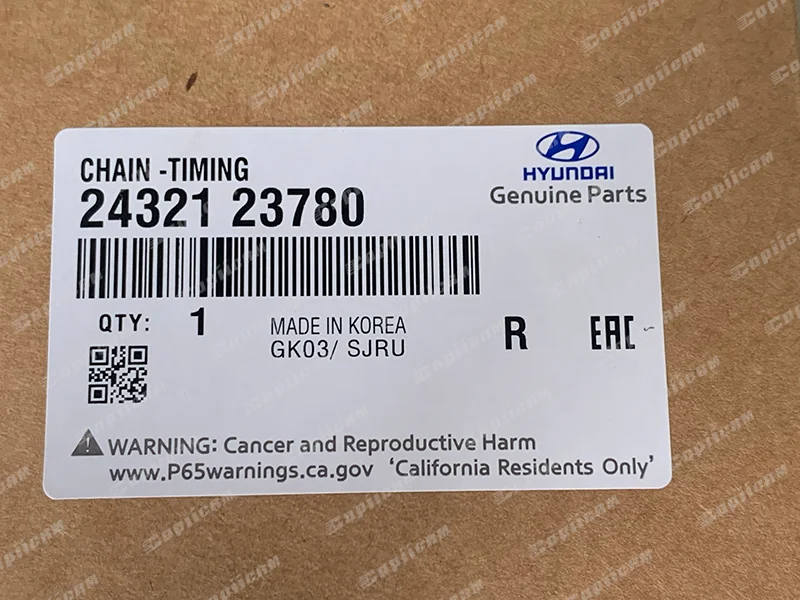 CHAIN -TIMING
24321 23780
HYUNDAI
Genuine Parts
QTY: 1
MADE IN KOREA
GK03/ SJRU
R
EAC
WARNING: Cancer and Reproductive Harm
www.P65warnings.ca.gov ‘California Residents Only’
CapliCAM